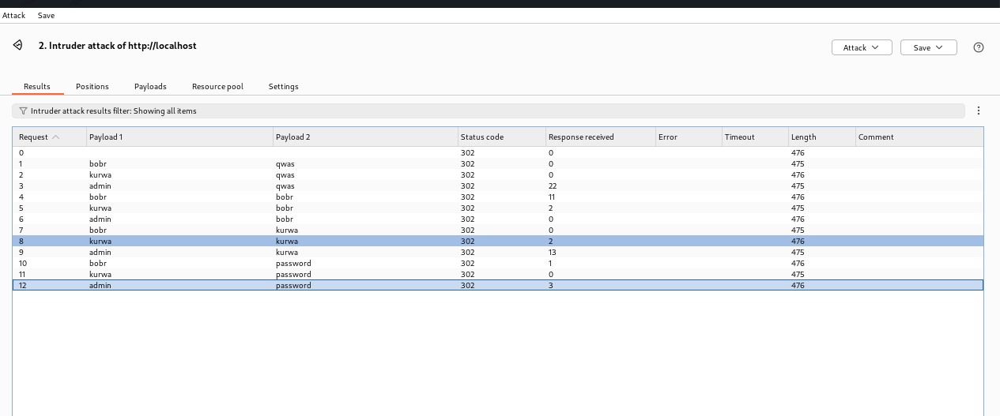 Attack Save
2. Intruder attack of http://localhost
Attack Save
Results Positions Payloads Resource pool Settings
Intruder attack results filter: Showing all items
Request Payload 1 Payload 2 Status code Response received Error Timeout Length Comment
0 302 0 476
1 bobr qwas 302 0 475
2 kurwa qwas 302 0 476
3 admin qwas 302 22 475
4 bobr bobr 302 11 476
5 kurwa bobr 302 2 475
6 admin bobr 302 0 476
7 bobr kurwa 302 0 475
8 kurwa kurwa 302 2 476
9 admin kurwa 302 13 475
10 bobr password 302 1 476
11 kurwa password 302 0 475
12 admin password 302 3 476